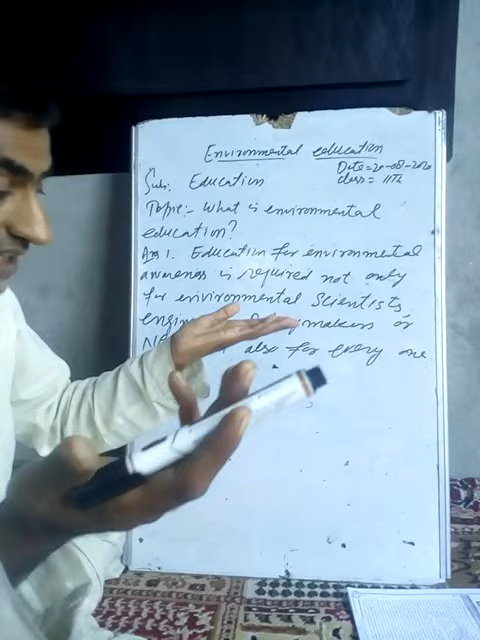 Environmental education
Date=20-08-2020
class= 11th
Sub: Education
Topic:- What is environmental
education?
Ans 1. Education for environmental
awareness is required not only
for environmental Scientists,
makers or
also for every one